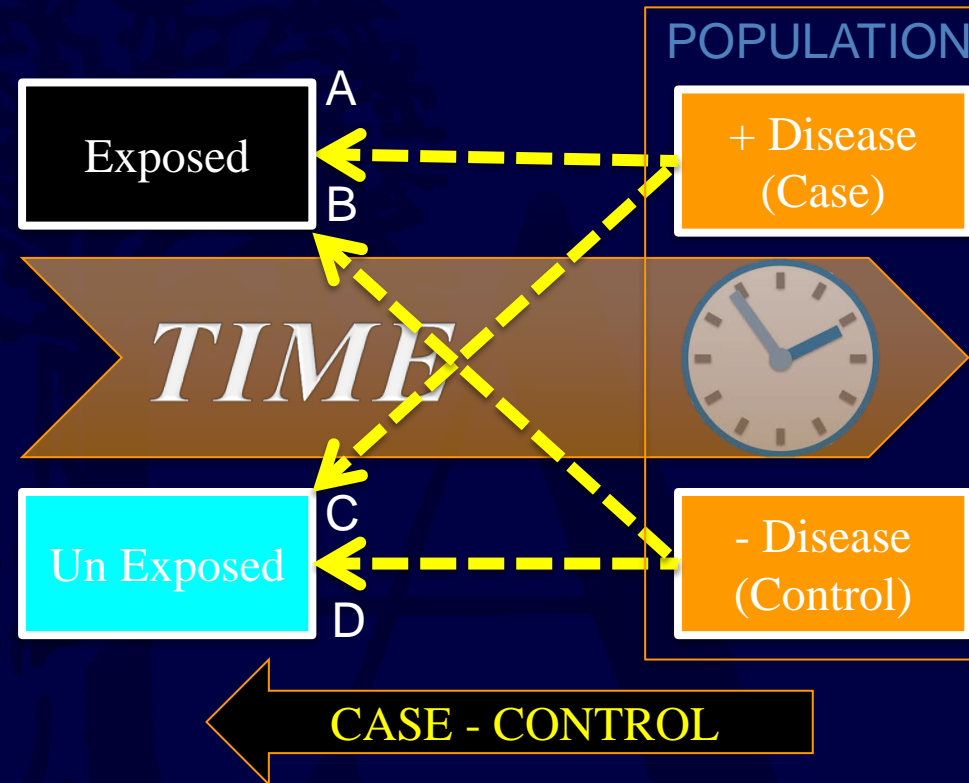 POPULATION
A
Exposed
+ Disease
(Case)
B
TIME
C
Un Exposed
- Disease
(Control)
D
CASE - CONTROL